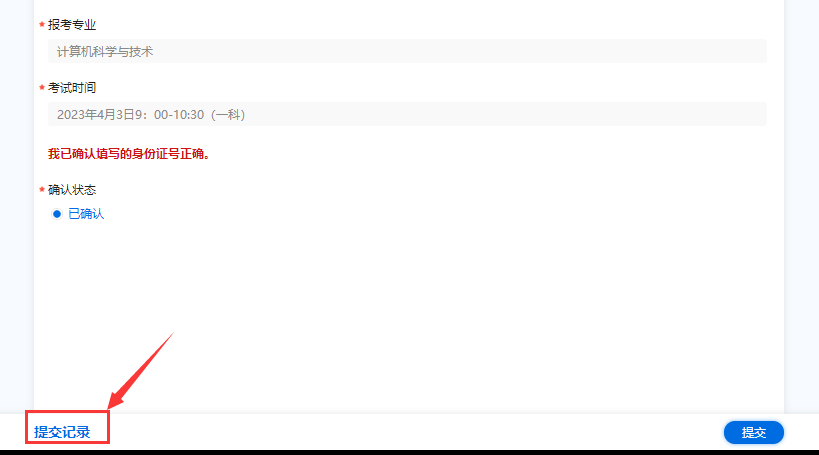 * 报考专业
计算机科学与技术
* 考试时间
2023年4月3日9：00-10:30（一科）
我已确认填写的身份证号正确。
* 确认状态
已确认
提交记录
提交